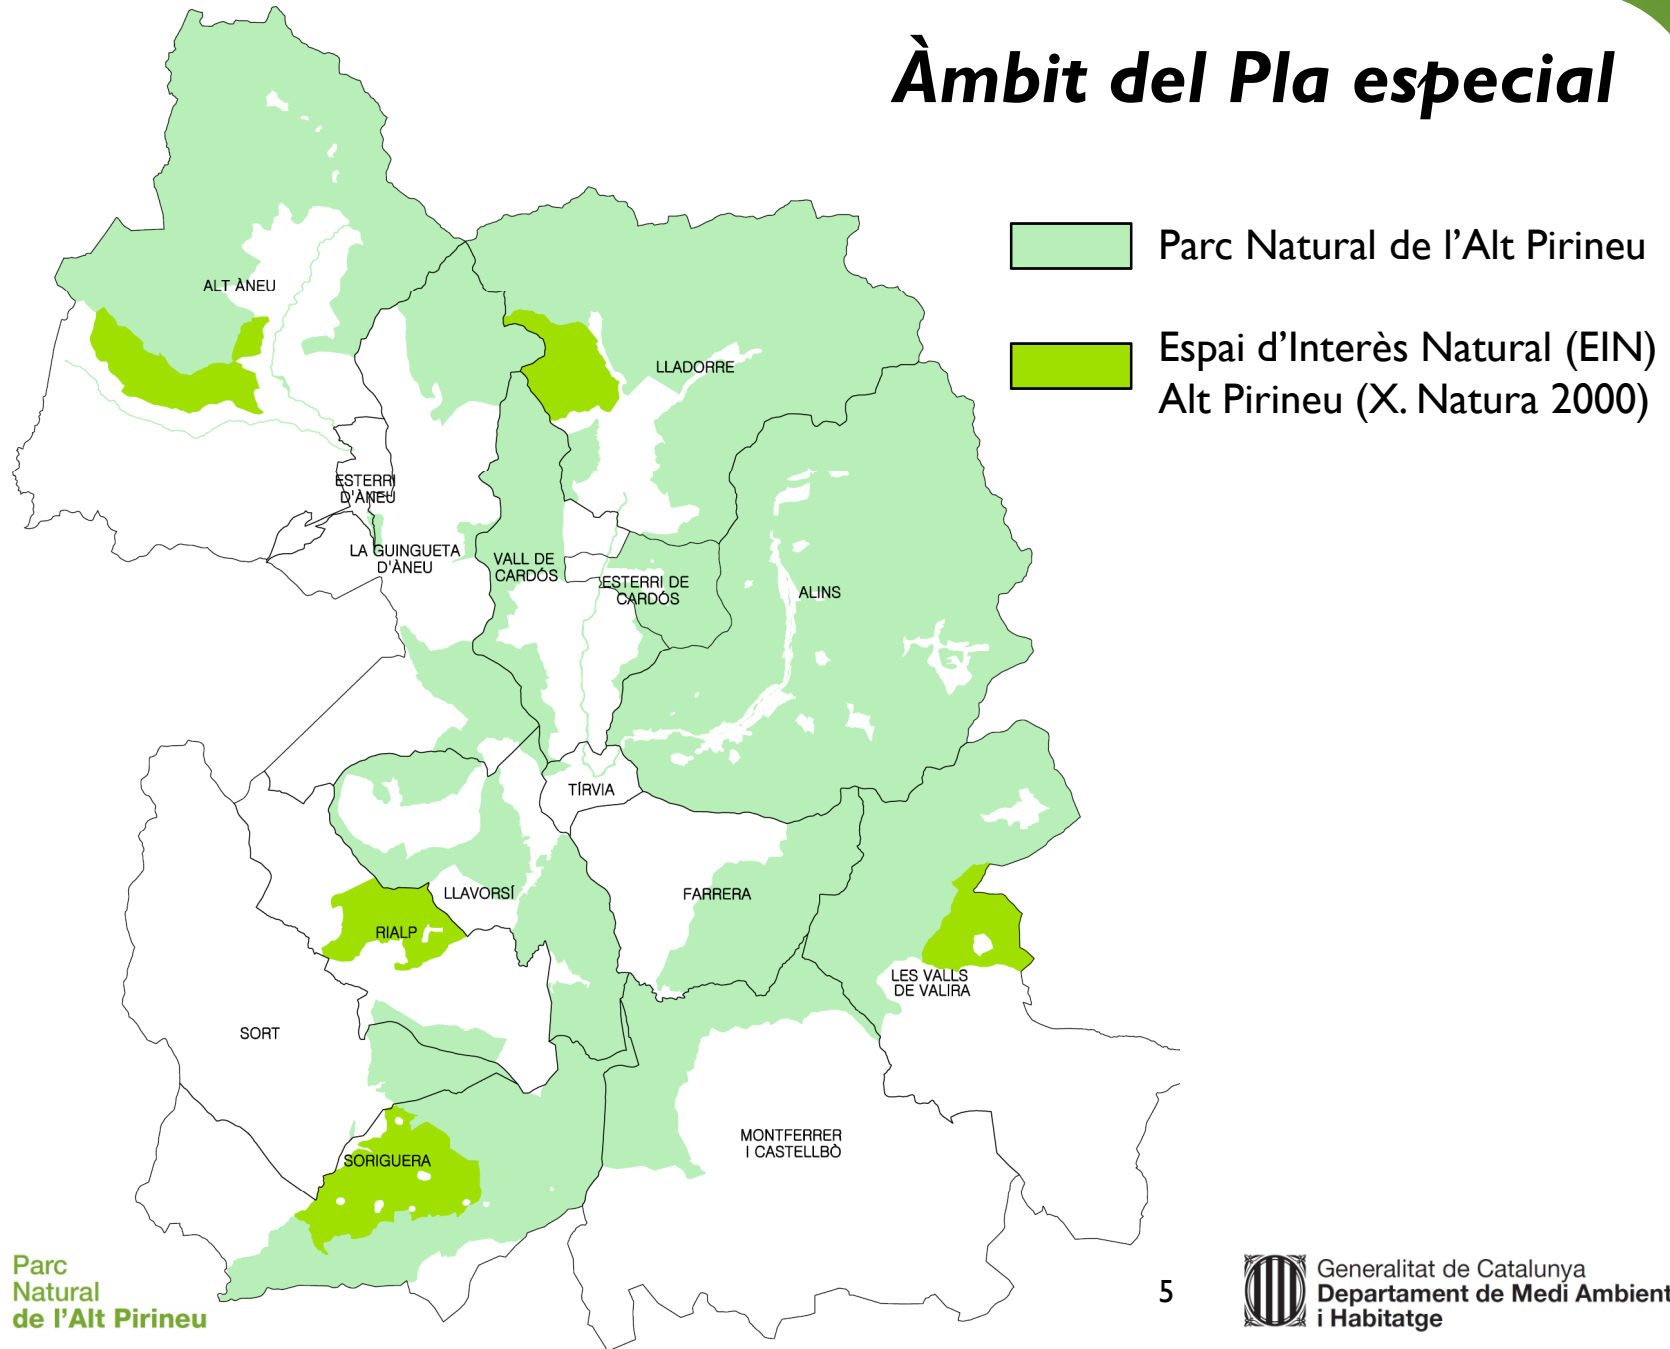 Àmbit del Pla especial
Parc Natural de l'Alt Pirineu
Espai d'Interès Natural (EIN)
Alt Pirineu (X. Natura 2000)
ALT ÀNEU
LLADORRE
ESTERRI
D'ÀNEU
LA GUINGUETA
D'ÀNEU
VALL DE
CARDÓS
ESTERRI DE
CARDÓS
ALINS
TÍRVIA
LLAVORSÍ
FARRERA
RIALP
LES VALLS
DE VALIRA
SORT
MONTFERRER
I CASTELLBÒ
SORIGUERA
Parc
Natural
de l'Alt Pirineu
5
Generalitat de Catalunya
Departament de Medi Ambient
i Habitatge